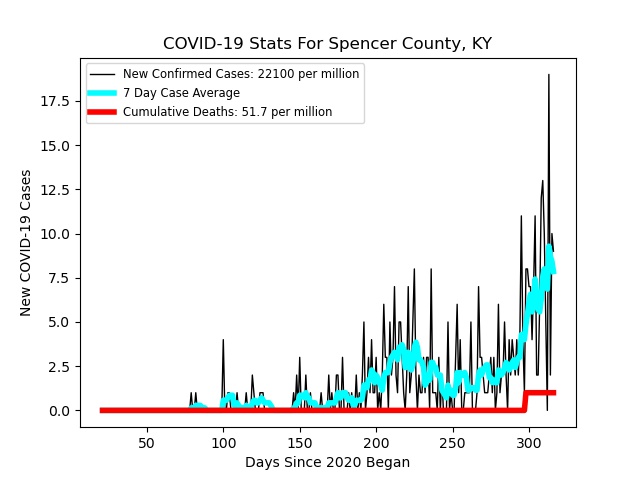 COVID-19 Stats For Spencer County, KY
New Confirmed Cases: 22100 per million
7 Day Case Average
Cumulative Deaths: 51.7 per million
New COVID-19 Cases
17.5
15.0
12.5
10.0
7.5
5.0
2.5
0.0
50 100 150 200 250 300
Days Since 2020 Began